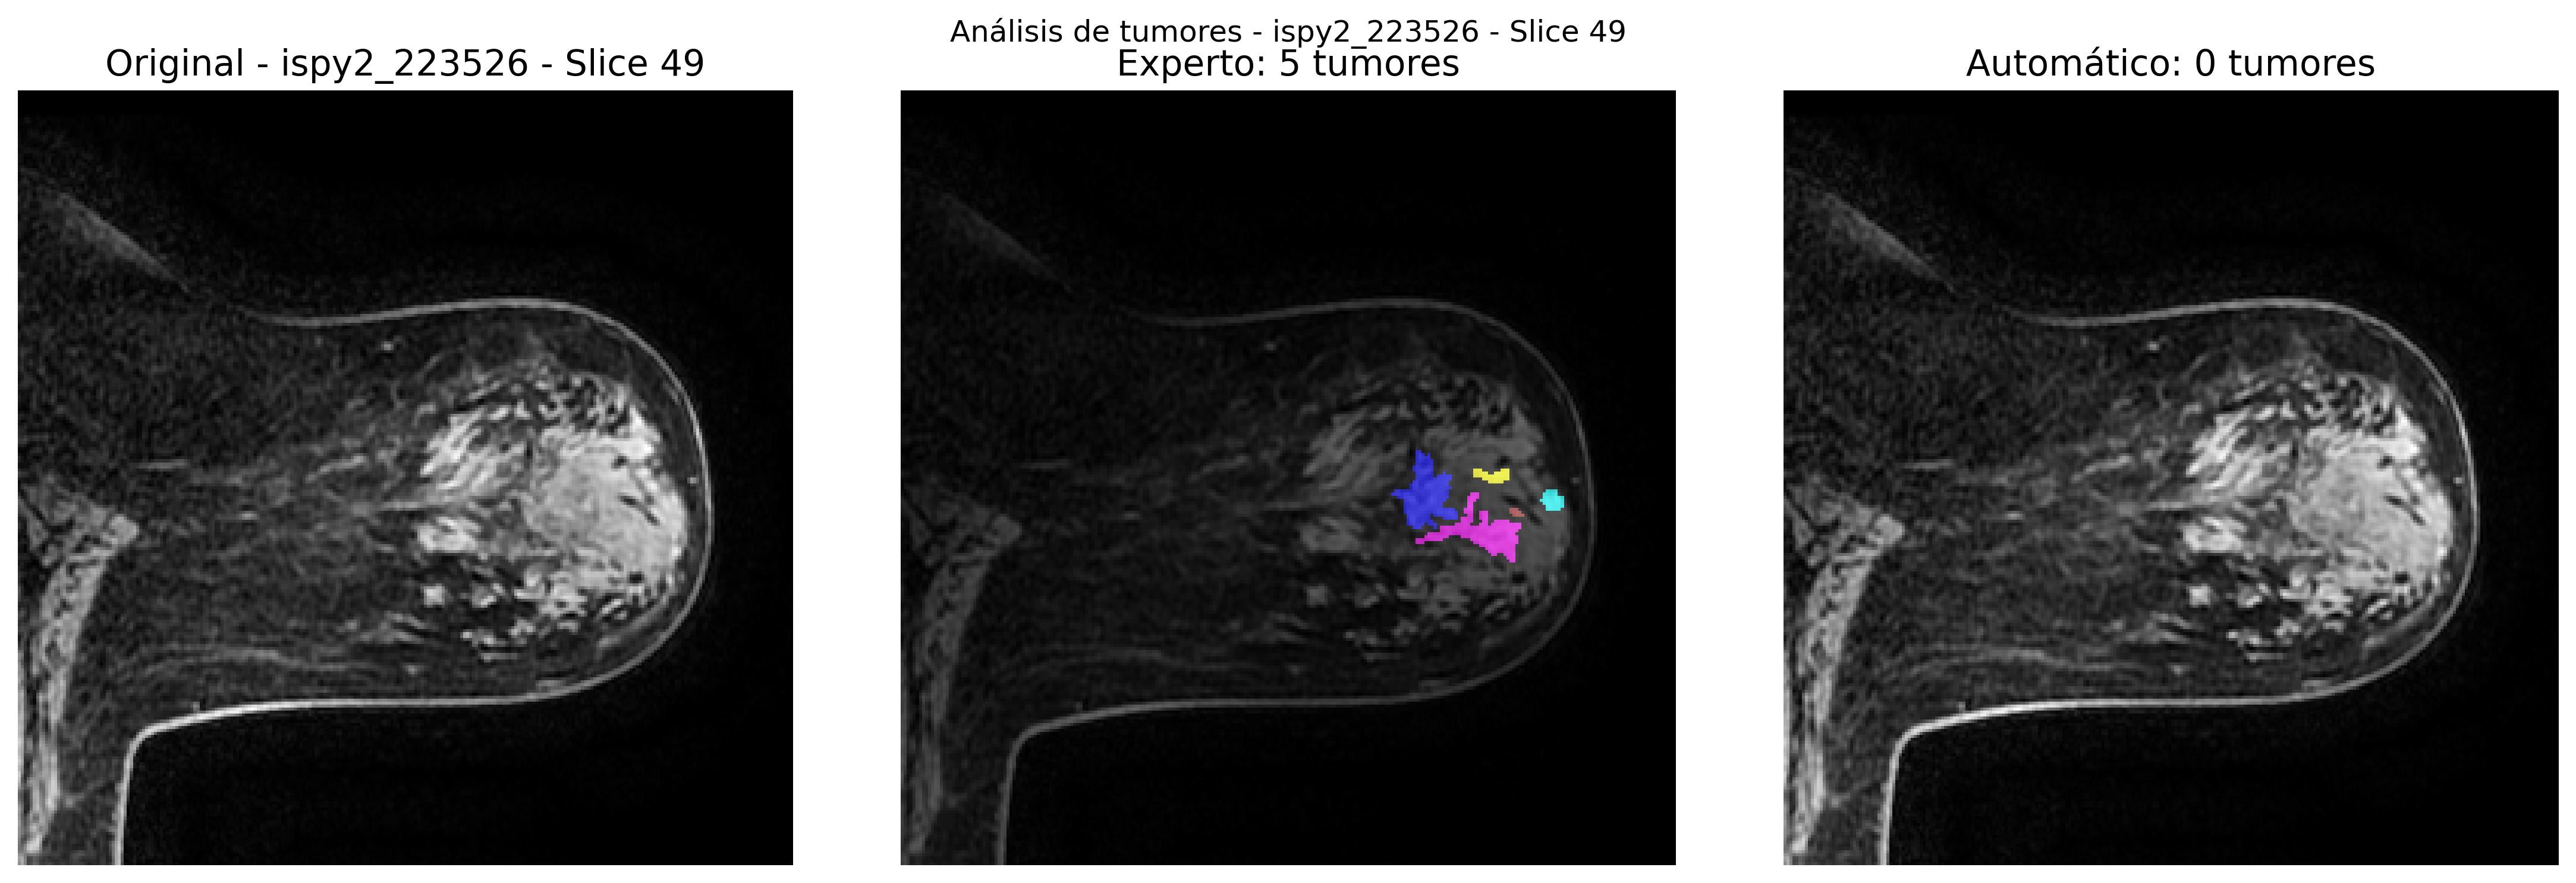 Análisis de tumores - ispy2_223526 - Slice 49
Original - ispy2_223526 - Slice 49
Experto: 5 tumores
Automático: 0 tumores